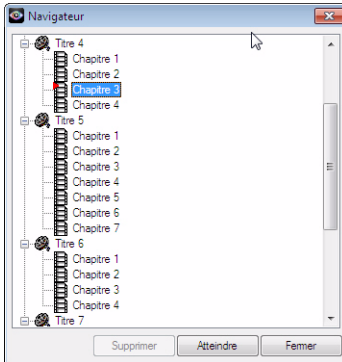 Navigateur
Titre 4
Chapitre 1
Chapitre 2
Chapitre 3
Chapitre 4
Titre 5
Chapitre 1
Chapitre 2
Chapitre 3
Chapitre 4
Chapitre 5
Chapitre 6
Chapitre 7
Titre 6
Chapitre 1
Chapitre 2
Chapitre 3
Chapitre 4
Titre 7
Supprimer Atteindre Fermer